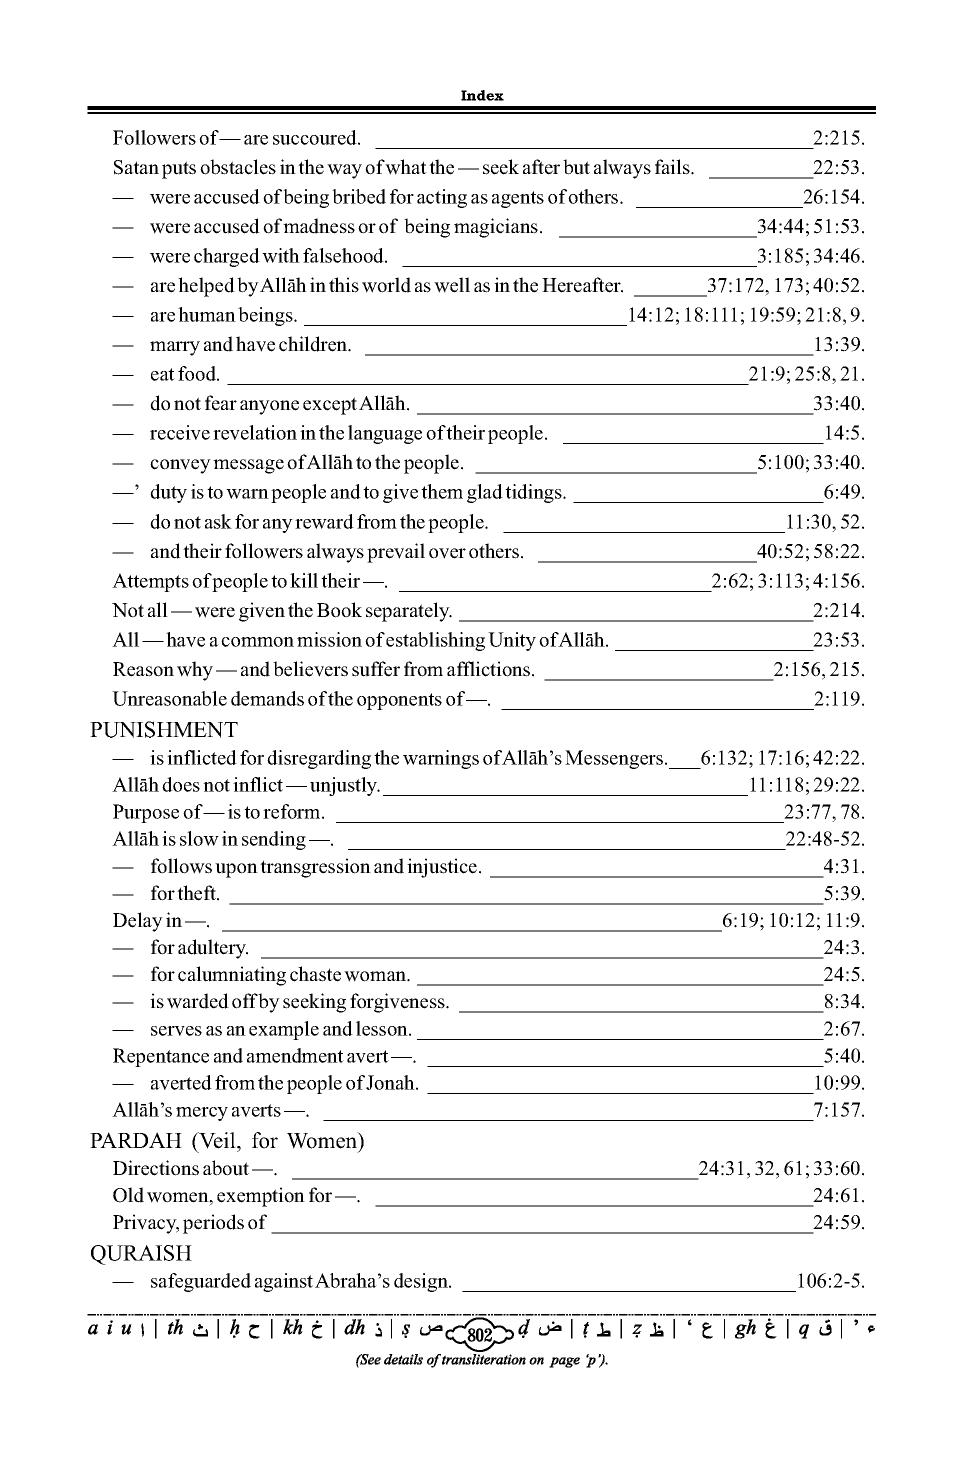 Index
Followers of — are succoured. 2:215.
Satan puts obstacles in the way of what the — seek after but always fails. 22:53.
— were accused of being bribed for acting as agents of others. 26:154.
— were accused of madness or of being magicians. 34:44; 51:53.
— were charged with falsehood. 3:185; 34:46.
— are helped by Allāh in this world as well as in the Hereafter. 37:172, 173; 40:52.
— are human beings. 14:12; 18:111; 19:59; 21:8, 9.
— marry and have children. 13:39.
— eat food. 21:9; 25:8, 21.
— do not fear anyone except Allāh. 33:40.
— receive revelation in the language of their people. 14:5.
— convey message of Allāh to the people. 5:100; 33:40.
—’ duty is to warn people and to give them glad tidings. 6:49.
— do not ask for any reward from the people. 11:30, 52.
— and their followers always prevail over others. 40:52; 58:22.
Attempts of people to kill their —. 2:62; 3:113; 4:156.
Not all — were given the Book separately. 2:214.
All — have a common mission of establishing Unity of Allāh. 23:53.
Reason why — and believers suffer from afflictions. 2:156, 215.
Unreasonable demands of the opponents of —. 2:119.
PUNISHMENT
— is inflicted for disregarding the warnings of Allāh’s Messengers. 6:132; 17:16; 42:22.
Allāh does not inflict — unjustly. 11:118; 29:22.
Purpose of — is to reform. 23:77, 78.
Allāh is slow in sending —. 22:48-52.
— follows upon transgression and injustice. 4:31.
— for theft. 5:39.
Delay in —. 6:19; 10:12; 11:9.
— for adultery. 24:3.
— for calumniating chaste woman. 24:5.
— is warded off by seeking forgiveness. 8:34.
— serves as an example and lesson. 2:67.
Repentance and amendment avert —. 5:40.
— averted from the people of Jonah. 10:99.
Allāh’s mercy averts —. 7:157.
PARDAH (Veil, for Women)
Directions about —. 24:31, 32, 61; 33:60.
Old women, exemption for —. 24:61.
Privacy, periods of 24:59.
QURAISH
— safeguarded against Abraha’s design. 106:2-5.
a i u ا | th ث | ḥ ح | kh خ | dh ذ | ṣ ص 802 ḍ ض | ṭ ط | ẓ ظ | ‘ ع | gh غ | q ق | ’ ء
(See details of transliteration on page ‘p’).